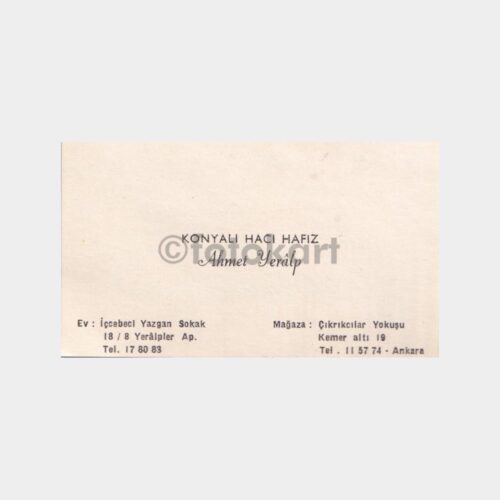 KONYALI HACI HAFIZ
©fotokart
Ahmet Yerâlp
Ev : İçcebeci Yazgan Sokak
18 / 8 Yerâlpler Ap.
Tel. 17 80 83
Mağaza : Çıkrıkcılar Yokuşu
Kemer altı 19
Tel . 11 57 74 - Ankara